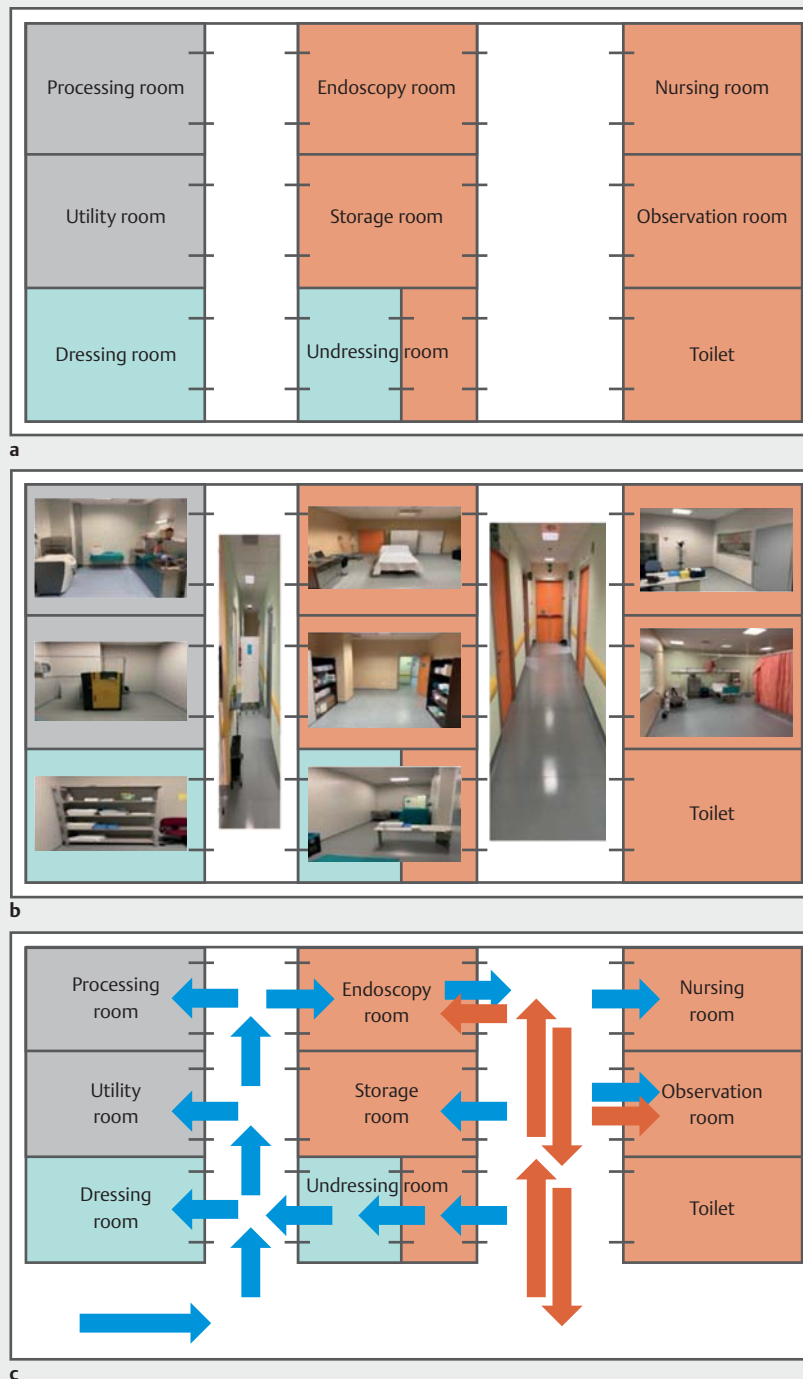 Processing room
Endoscopy room
Nursing room
Utility room
Storage room
Observation room
Dressing room
Undressing room
Toilet
a
Toilet
b
Processing
room
Endoscopy
room
Nursing
room
Utility
room
Storage
room
Observation
room
Dressing
room
Undressing room
Toilet
c